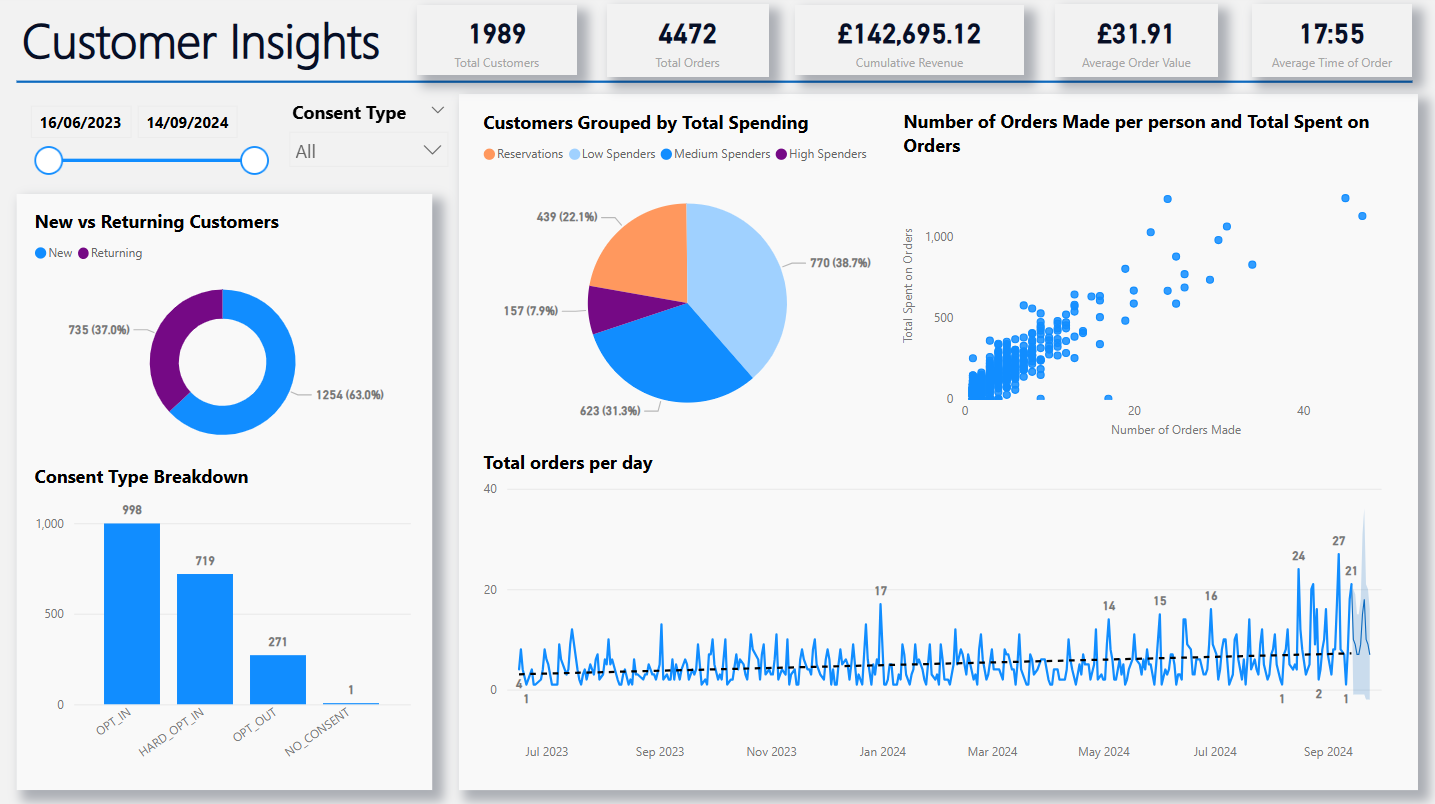 Customer Insights
1989
Total Customers
4472
Total Orders
£142,695.12
Cumulative Revenue
£31.91
Average Order Value
17:55
Average Time of Order
16/06/2023
14/09/2024
Consent Type
All
New vs Returning Customers
New
Returning
735 (37.0%)
1254 (63.0%)
Consent Type Breakdown
1,000
500
0
998
719
271
1
OPT_IN
HARD_OPT_IN
OPT_OUT
NO_CONSENT
Customers Grouped by Total Spending
Reservations
Low Spenders
Medium Spenders
High Spenders
439 (22.1%)
770 (38.7%)
157 (7.9%)
623 (31.3%)
Number of Orders Made per person and Total Spent on
Orders
Total Spent on Orders
1,000
500
0
0
20
40
Number of Orders Made
Total orders per day
40
20
0
4
1
17
14
15
16
24
27
21
1
2
1
Jul 2023
Sep 2023
Nov 2023
Jan 2024
Mar 2024
May 2024
Jul 2024
Sep 2024